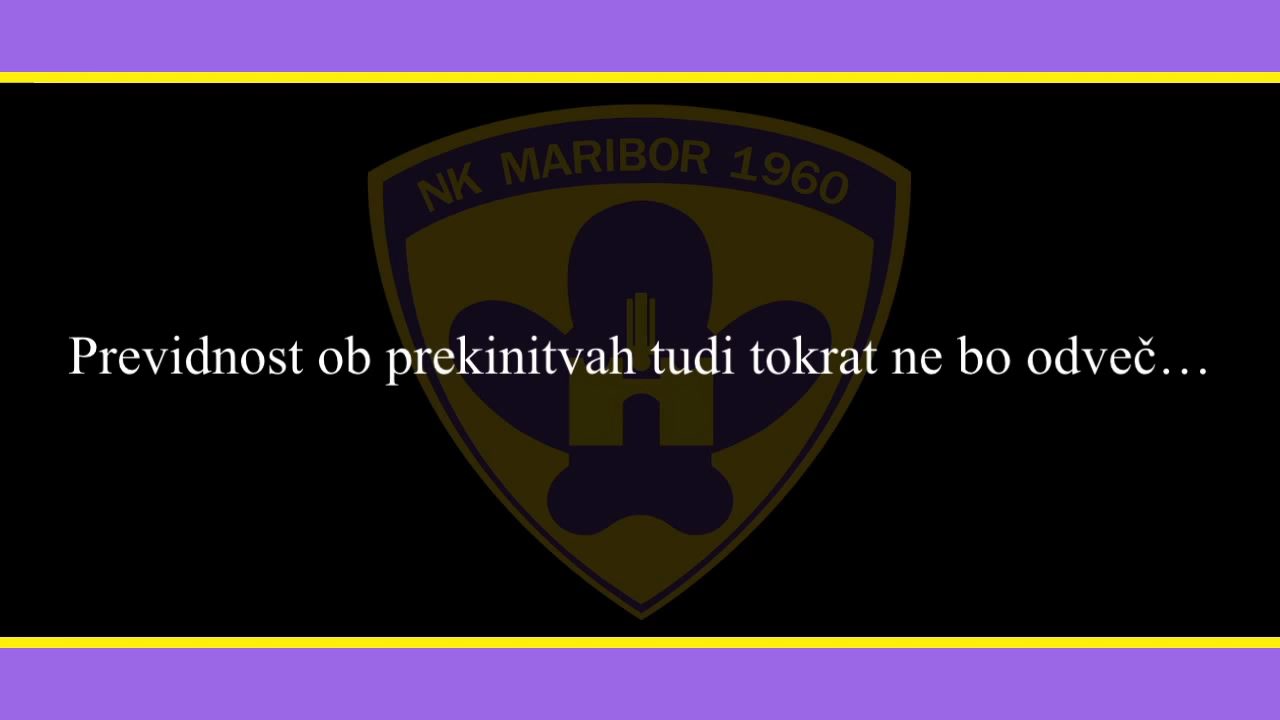 NK MARIBOR 1960
Previdnost ob prekinitvah tudi tokrat ne bo odveč…